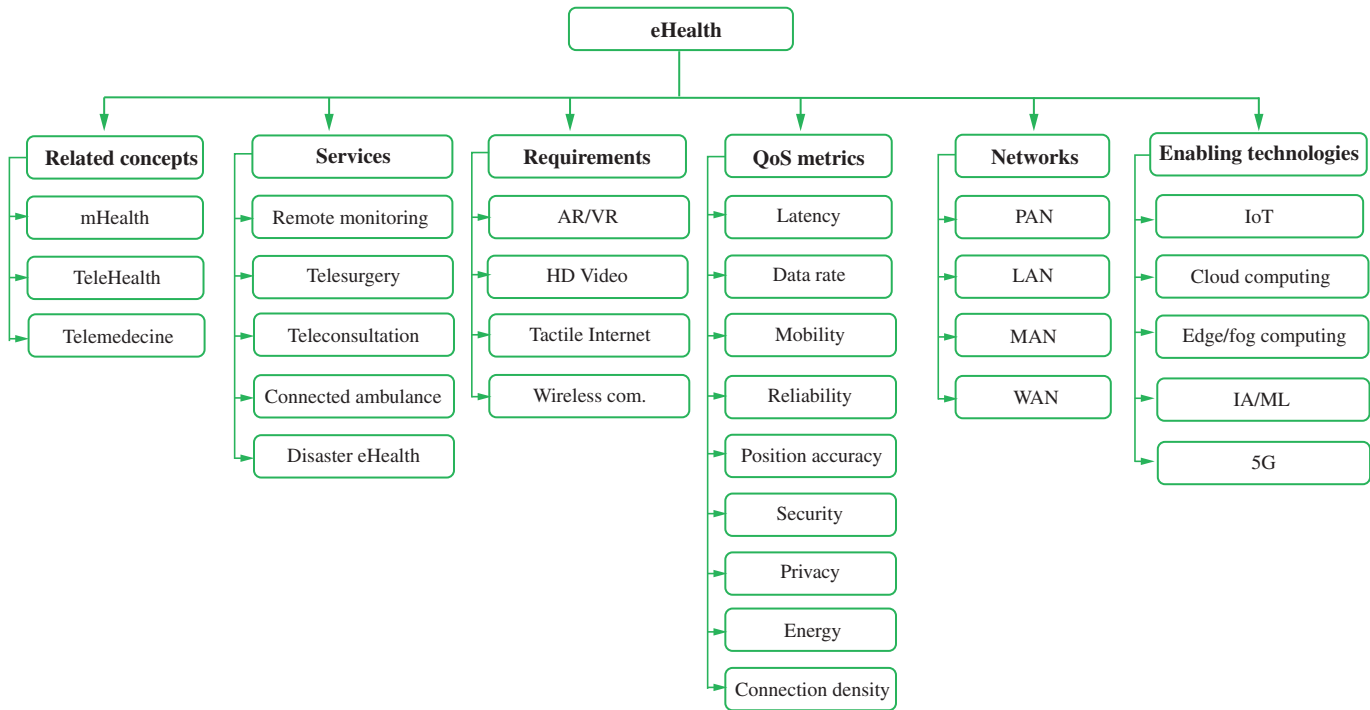 eHealth
Related concepts
mHealth
TeleHealth
Telemedecine
Services
Remote monitoring
Telesurgery
Teleconsultation
Connected ambulance
Disaster eHealth
Requirements
AR/VR
HD Video
Tactile Internet
Wireless com.
QoS metrics
Latency
Data rate
Mobility
Reliability
Position accuracy
Security
Privacy
Energy
Connection density
Networks
PAN
LAN
MAN
WAN
Enabling technologies
IoT
Cloud computing
Edge/fog computing
IA/ML
5G